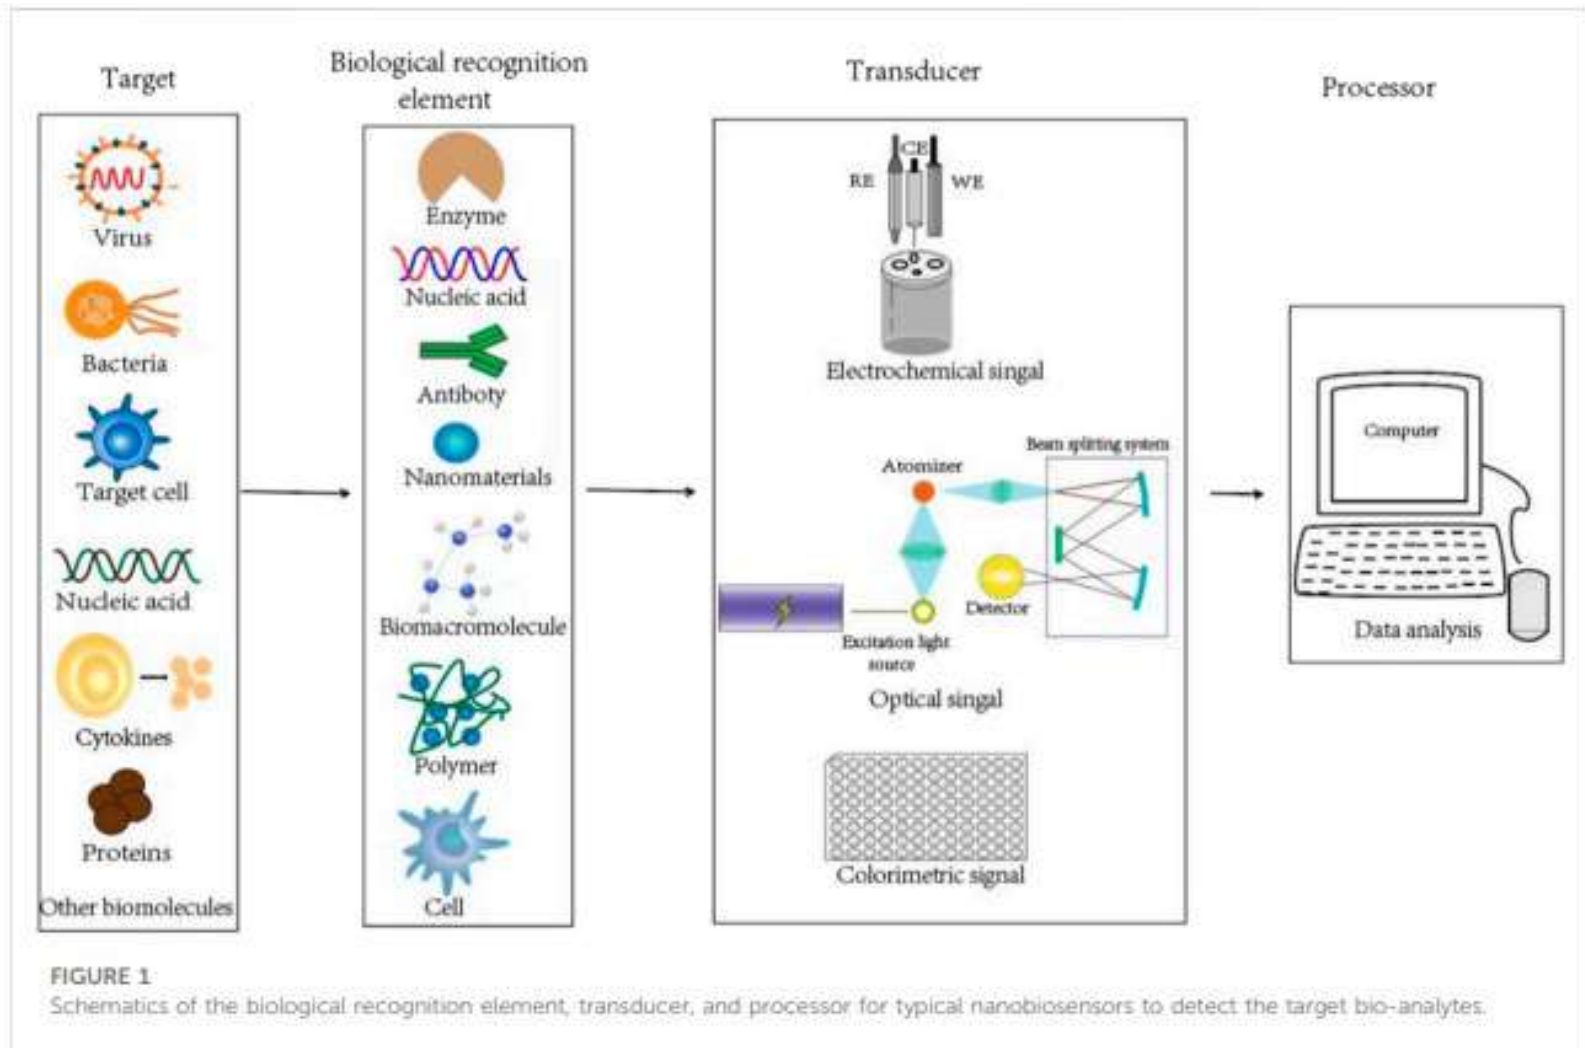 Target
Virus
Bacteria
Target cell
Nucleic acid
Cytokines
Proteins
Other biomolecules
Biological recognition
element
Enzyme
Nucleic acid
Antiboty
Nanomaterials
Biomacromolecule
Polymer
Cell
Transducer
CE
RE
WE
Electrochemical singal
Beam splitting system
Atomizer
Detector
Excitation light
source
Optical singal
Colorimetric signal
Processor
Computer
Data analysis
FIGURE 1
Schematics of the biological recognition element, transducer, and processor for typical nanobiosensors to detect the target bio-analytes.